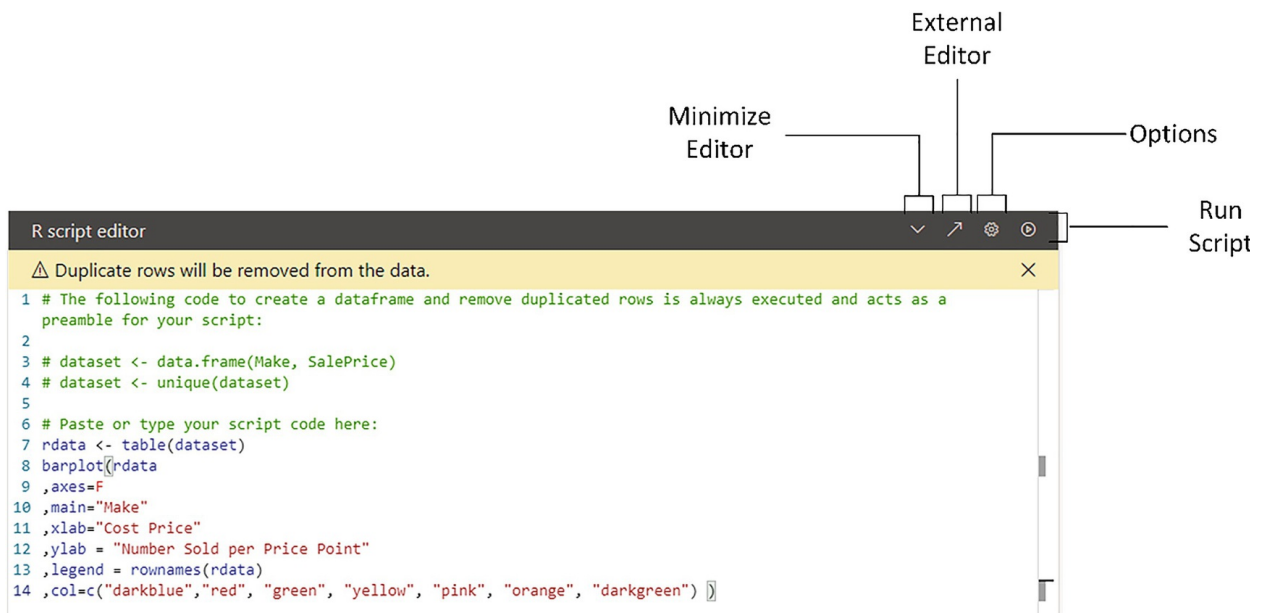 External
Editor
Minimize
Editor
Options
Run
Script
R script editor
Duplicate rows will be removed from the data.
1 # The following code to create a dataframe and remove duplicated rows is always executed and acts as a
preamble for your script:
2
3 # dataset <- data.frame(Make, SalePrice)
4 # dataset <- unique(dataset)
5
6 # Paste or type your script code here:
7 rdata <- table(dataset)
8 barplot(rdata
9 ,axes=F
10 ,main="Make"
11 ,xlab="Cost Price"
12 ,ylab = "Number Sold per Price Point"
13 ,legend = rownames(rdata)
14 ,col=c("darkblue","red", "green", "yellow", "pink", "orange", "darkgreen") )